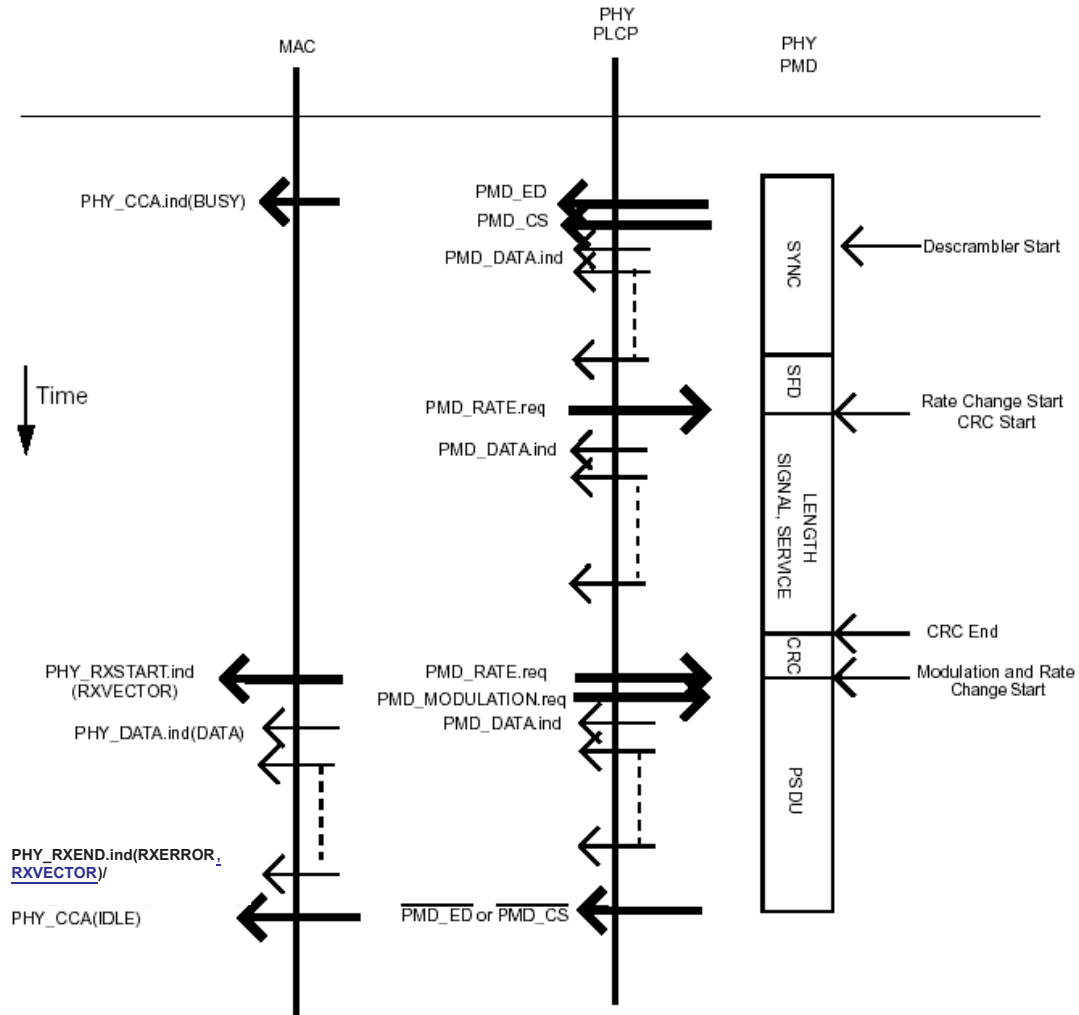 MAC
PHY
PLCP
PHY
PMD
PHY_CCA.ind(BUSY)
PMD_ED
PMD_CS
PMD_DATA.ind
SYNC
Descrambler Start
Time
SFD
PMD_RATE.req
Rate Change Start
CRC Start
PMD_DATA.ind
LENGTH
SIGNAL, SERVICE
CRC End
CRC
PHY_RXSTART.ind
(RXVECTOR)
PMD_RATE.req
PMD_MODULATION.req
Modulation and Rate
Change Start
PMD_DATA.ind
PHY_DATA.ind(DATA)
PSDU
PHY_RXEND.ind(RXERROR,
RXVECTOR)/
PHY_CCA(IDLE)
PMD_ED or PMD_CS